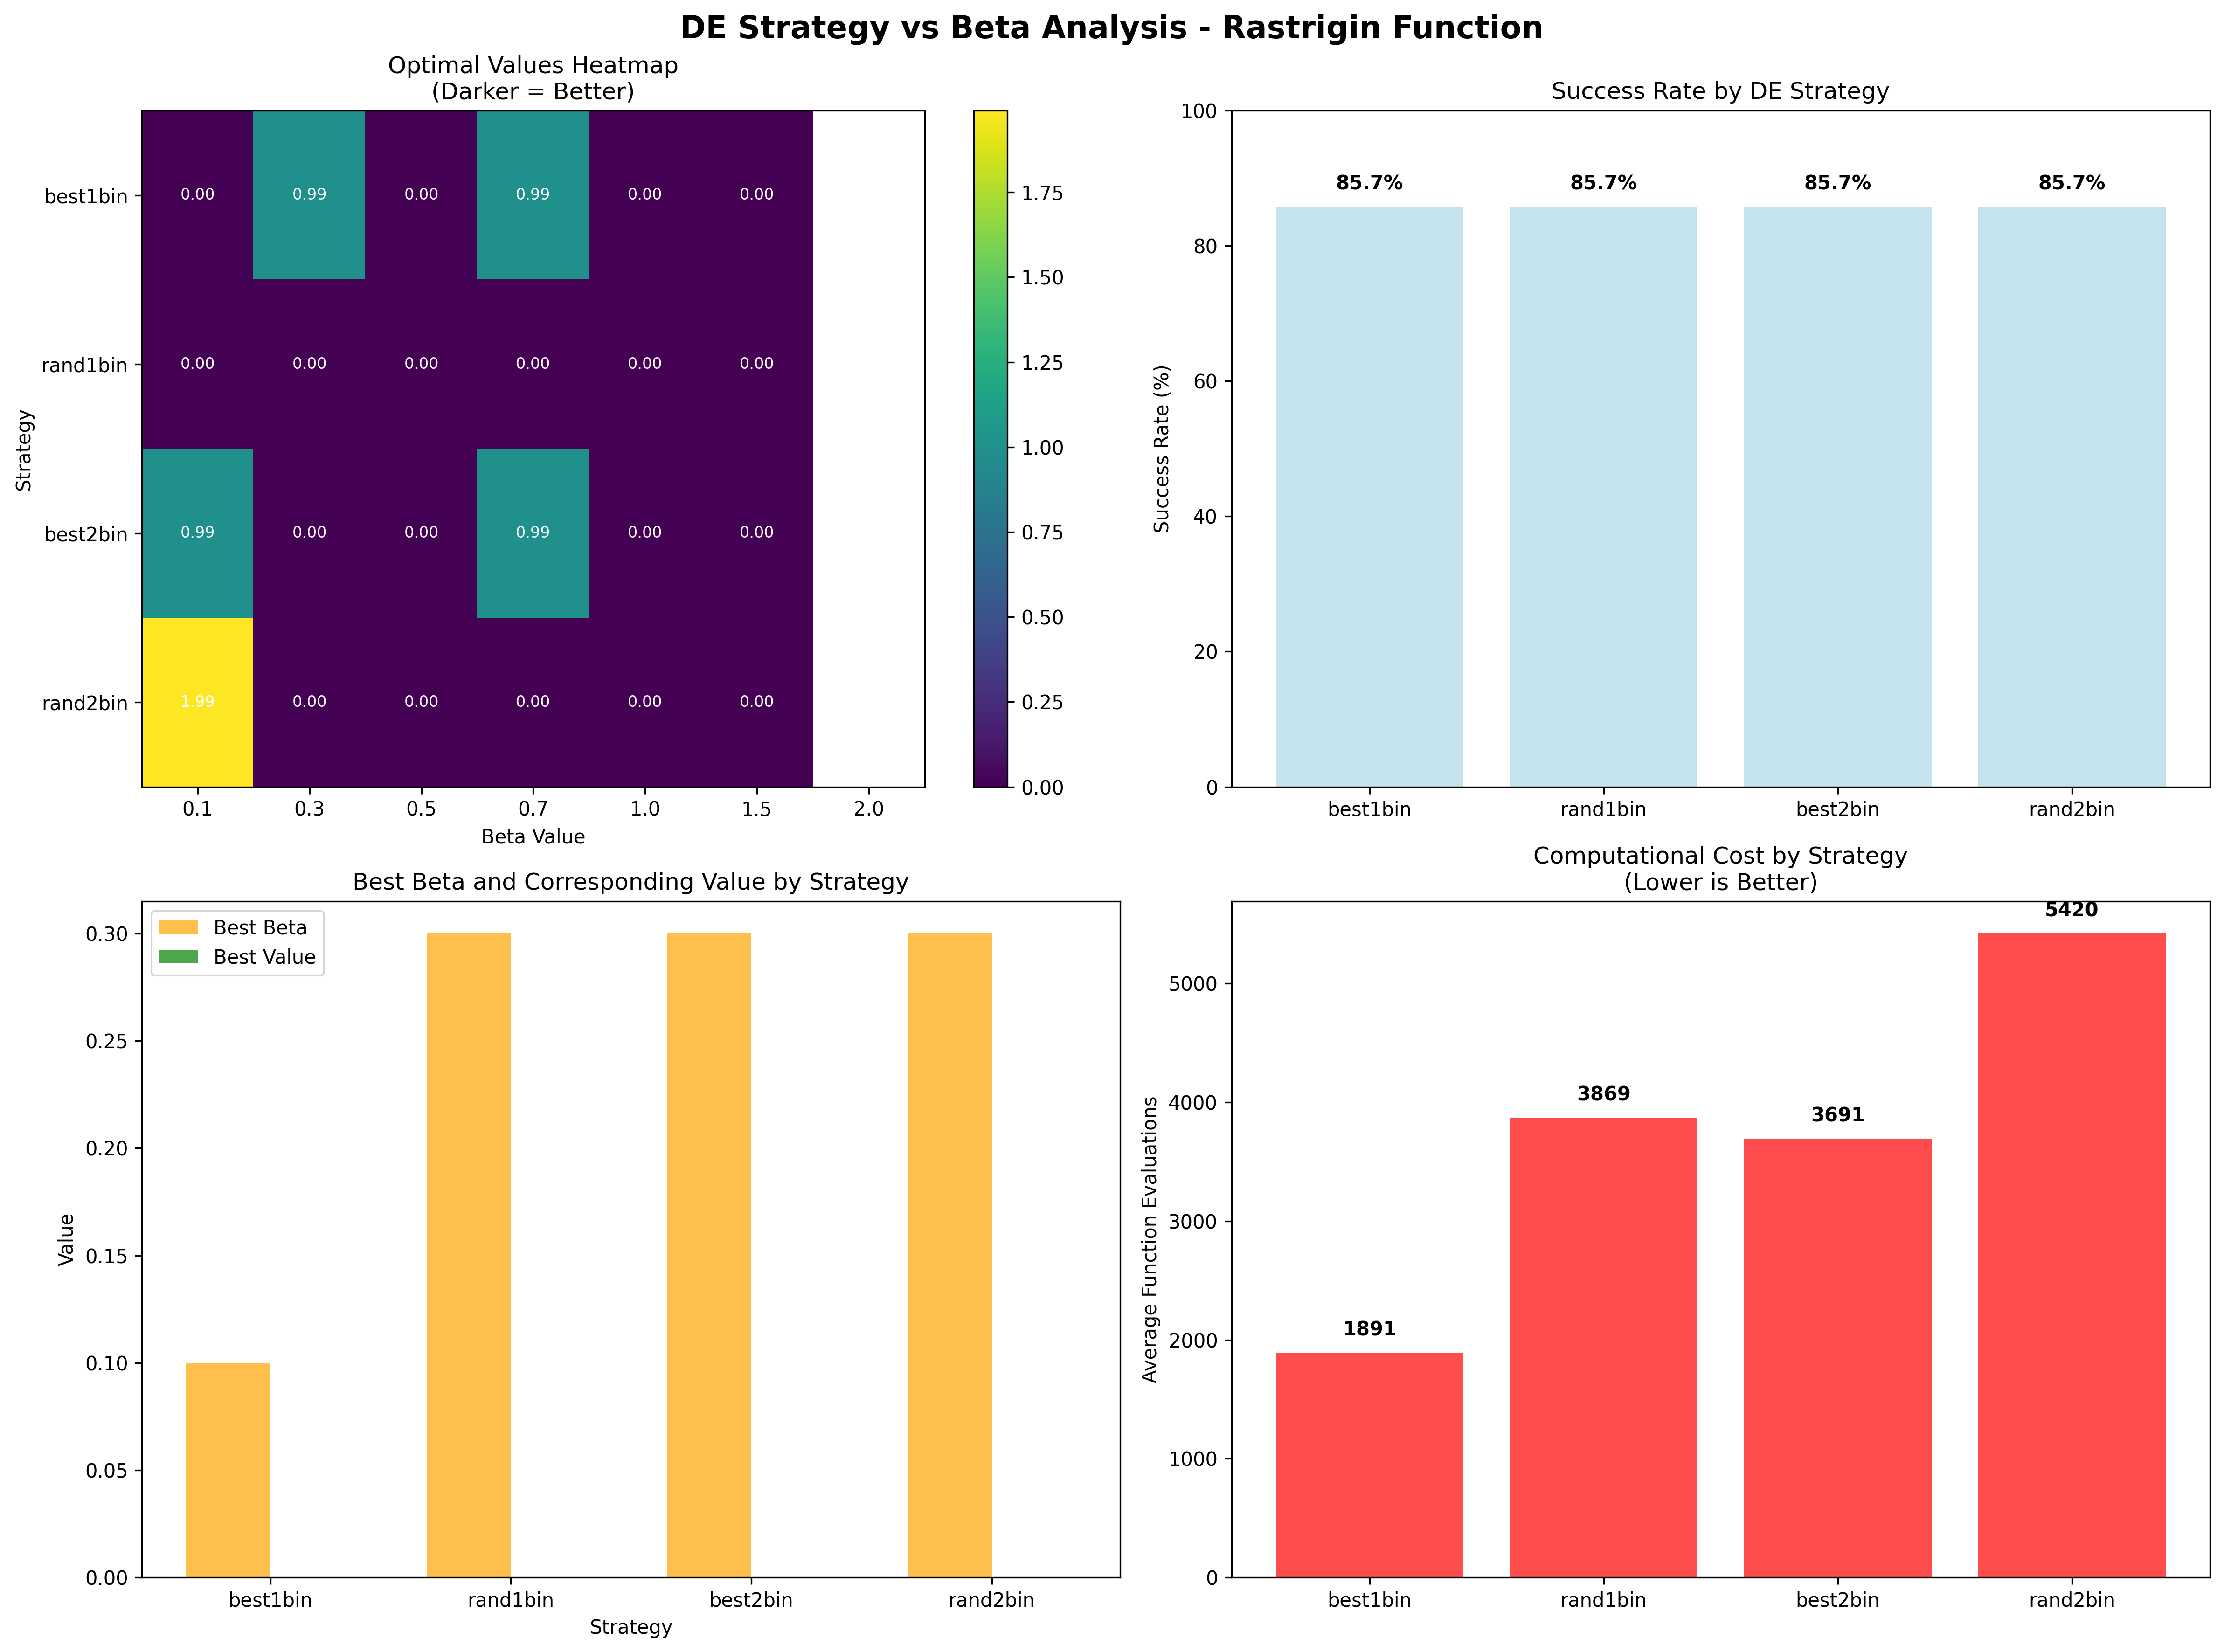 DE Strategy vs Beta Analysis - Rastrigin Function
Optimal Values Heatmap
(Darker = Better)
Strategy
best1bin
rand1bin
best2bin
rand2bin
0.00 0.99 0.00 0.99 0.00 0.00
0.00 0.00 0.00 0.00 0.00 0.00
0.99 0.00 0.00 0.99 0.00 0.00
1.99 0.00 0.00 0.00 0.00 0.00
0.1 0.3 0.5 0.7 1.0 1.5 2.0
Beta Value
1.75
1.50
1.25
1.00
0.75
0.50
0.25
0.00
Success Rate by DE Strategy
Success Rate (%)
100
80
60
40
20
0
85.7% 85.7% 85.7% 85.7%
best1bin rand1bin best2bin rand2bin
Best Beta and Corresponding Value by Strategy
Best Beta
Best Value
Value
0.30
0.25
0.20
0.15
0.10
0.05
0.00
best1bin rand1bin best2bin rand2bin
Strategy
Computational Cost by Strategy
(Lower is Better)
Average Function Evaluations
5000
4000
3000
2000
1000
0
1891 3869 3691 5420
best1bin rand1bin best2bin rand2bin